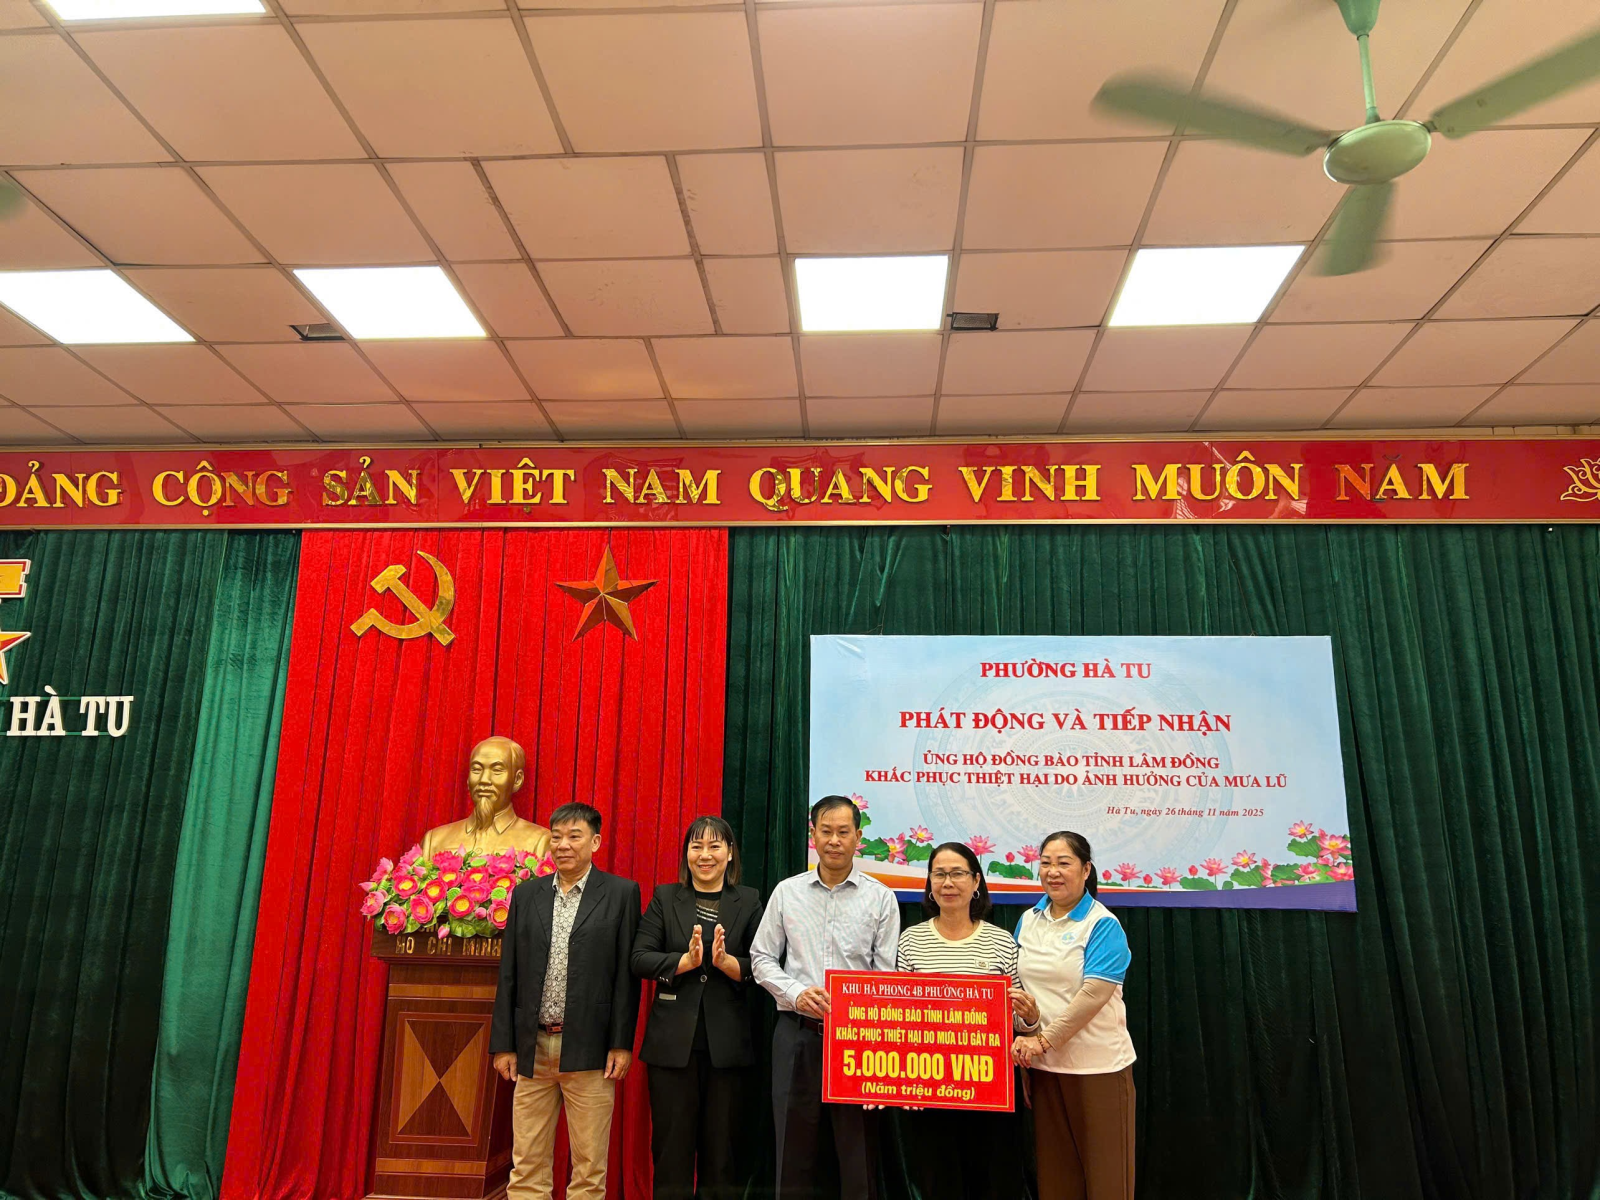 ĐẢNG CỘNG SẢN VIỆT NAM QUANG VINH MUÔN NĂM
HÀ TU
PHƯỜNG HÀ TU
PHÁT ĐỘNG VÀ TIẾP NHẬN
ỦNG HỘ ĐỒNG BÀO TỈNH LÂM ĐỒNG
KHẮC PHỤC THIỆT HẠI DO ẢNH HƯỞNG CỦA MƯA LŨ
Hà Tu, ngày 26 tháng 11 năm 2025
HỒ CHÍ MINH
KHU HÀ PHONG 4B PHƯỜNG HÀ TU
ỦNG HỘ ĐỒNG BÀO TỈNH LÂM ĐỒNG
KHẮC PHỤC THIỆT HẠI DO MƯA LŨ GÂY RA
5.000.000 VNĐ
(Năm triệu đồng)